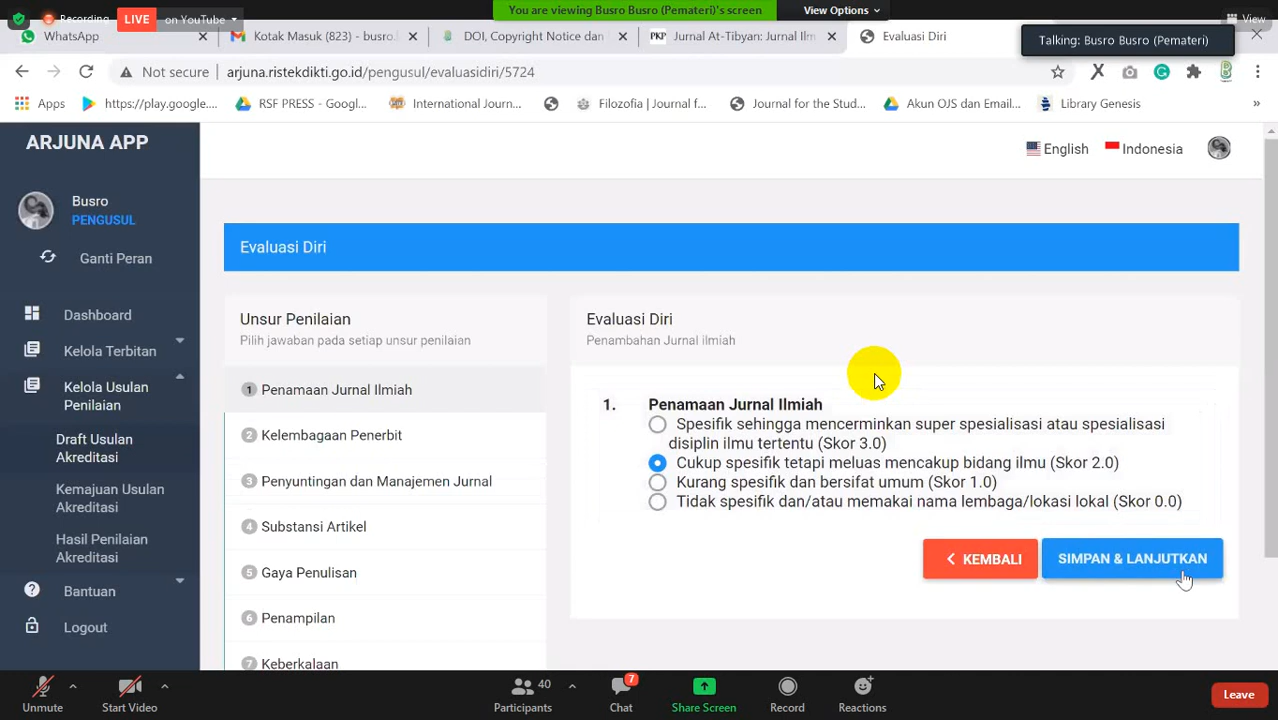 Recording
LIVE
on YouTube
You are viewing Busro Busro (Pemateri)'s screen
View Options
View
WhatsApp
Kotak Masuk (823) - busro.
DOI, Copyright Notice dan
PKP
Jurnal At-Tibyan: Jurnal Ilm
Evaluasi Diri
Talking: Busro Busro (Pemateri)
Not secure
arjuna.ristekdikti.go.id/pengusul/evaluasidiri/5724
Apps
https://play.google....
RSF PRESS - Googl...
International Journ...
Filozofia | Journal f...
Journal for the Stud...
Akun OJS dan Email...
Library Genesis
»
ARJUNA APP
English
Indonesia
Busro
PENGUSUL
Ganti Peran
Dashboard
Kelola Terbitan
Kelola Usulan
Penilaian
Draft Usulan
Akreditasi
Kemajuan Usulan
Akreditasi
Hasil Penilaian
Akreditasi
Bantuan
Logout
Evaluasi Diri
Unsur Penilaian
Pilih jawaban pada setiap unsur penilaian
1 Penamaan Jurnal Ilmiah
2 Kelembagaan Penerbit
3 Penyuntingan dan Manajemen Jurnal
4 Substansi Artikel
5 Gaya Penulisan
6 Penampilan
7 Keberkalaan
Evaluasi Diri
Penambahan Jurnal ilmiah
1. Penamaan Jurnal Ilmiah
Spesifik sehingga mencerminkan super spesialisasi atau spesialisasi
disiplin ilmu tertentu (Skor 3.0)
Cukup spesifik tetapi meluas mencakup bidang ilmu (Skor 2.0)
Kurang spesifik dan bersifat umum (Skor 1.0)
Tidak spesifik dan/atau memakai nama lembaga/lokasi lokal (Skor 0.0)
KEMBALI
SIMPAN & LANJUTKAN
Unmute
Start Video
40
Participants
7
Chat
Share Screen
Record
Reactions
Leave